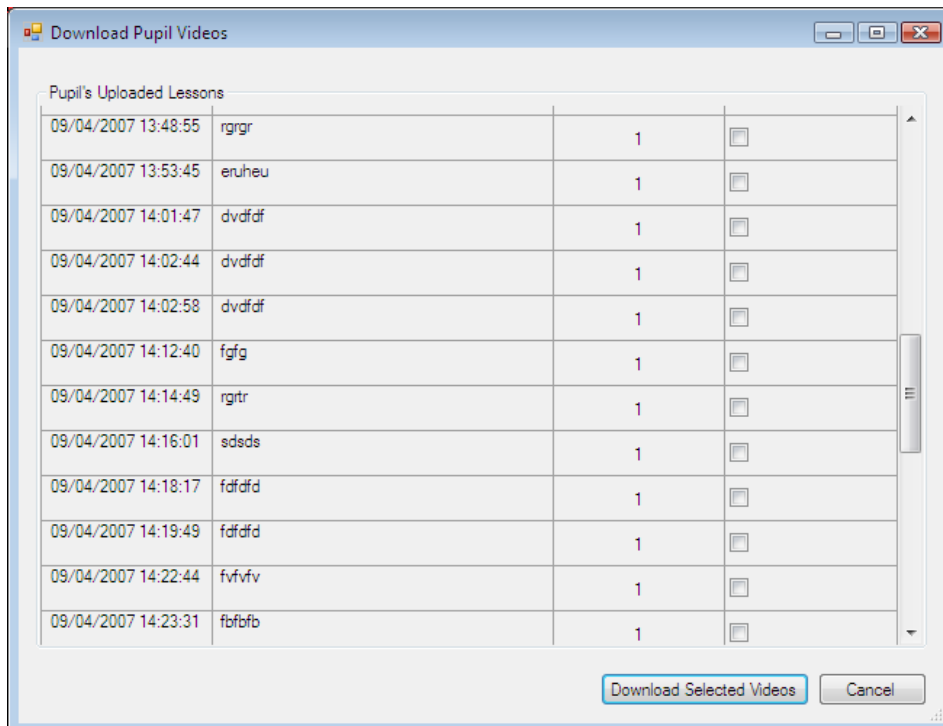 Download Pupil Videos
Pupil's Uploaded Lessons
09/04/2007 13:48:55 rgrgr 1
09/04/2007 13:53:45 eruheu 1
09/04/2007 14:01:47 dvdfdf 1
09/04/2007 14:02:44 dvdfdf 1
09/04/2007 14:02:58 dvdfdf 1
09/04/2007 14:12:40 fgfg 1
09/04/2007 14:14:49 rgrtr 1
09/04/2007 14:16:01 sdsds 1
09/04/2007 14:18:17 fdfdfd 1
09/04/2007 14:19:49 fdfdfd 1
09/04/2007 14:22:44 fvfvfv 1
09/04/2007 14:23:31 fbfbfb 1
Download Selected Videos Cancel